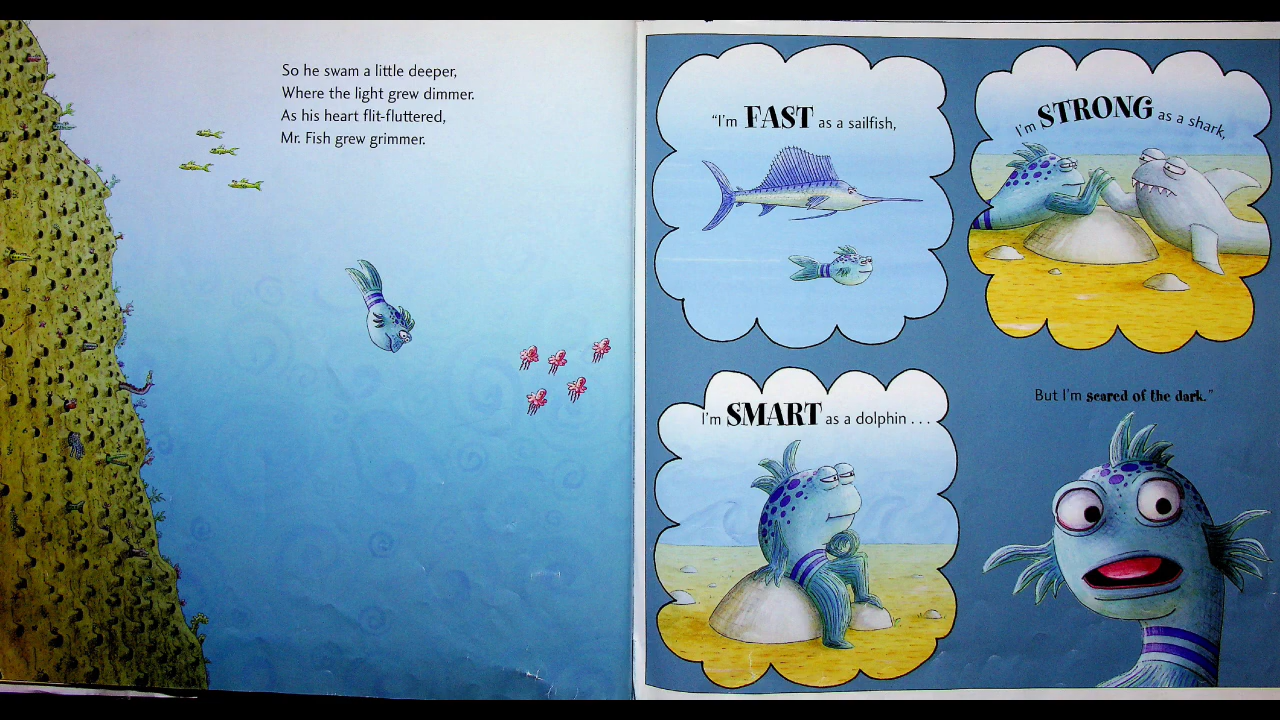 So he swam a little deeper,
Where the light grew dimmer.
As his heart flit-fluttered,
Mr. Fish grew grimmer.
“I’m FAST as a sailfish,
I’m STRONG as a shark,
I’m SMART as a dolphin . . .
But I’m scared of the dark.”